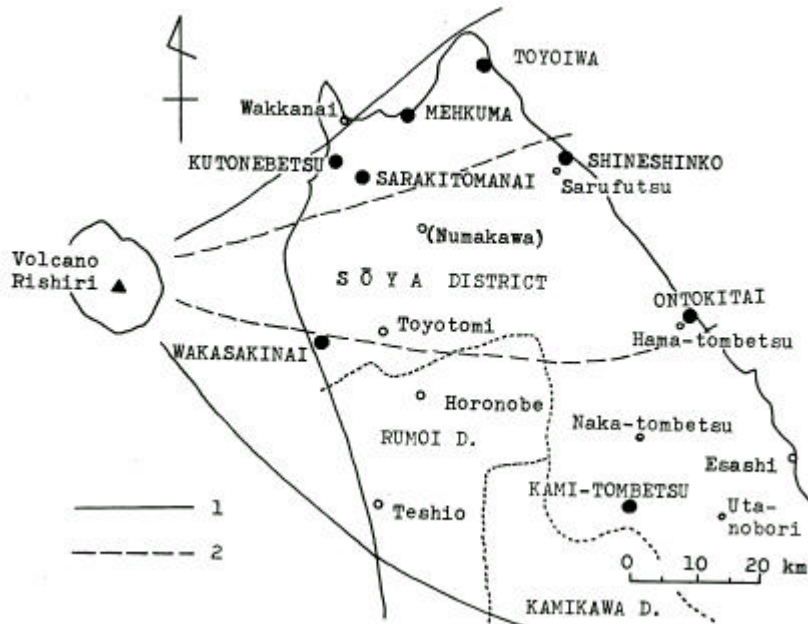 TOYOIWA
Wakkanai
MEHKUMA
KUTONEBETSU
SARAKITOMANAI
SHINESHINKO
Sarufutsu
(Numakawa)
Volcano
Rishiri
SŌYA DISTRICT
ONTOKITAI
Hama-tombetsu
Toyotomi
WAKASAKINAI
Horonobe
Naka-tombetsu
RUMOI D.
Esashi
KAMI-TOMBETSU
Teshio
Uta-
nobori
1
2
0 10 20 km
KAMIKAWA D.